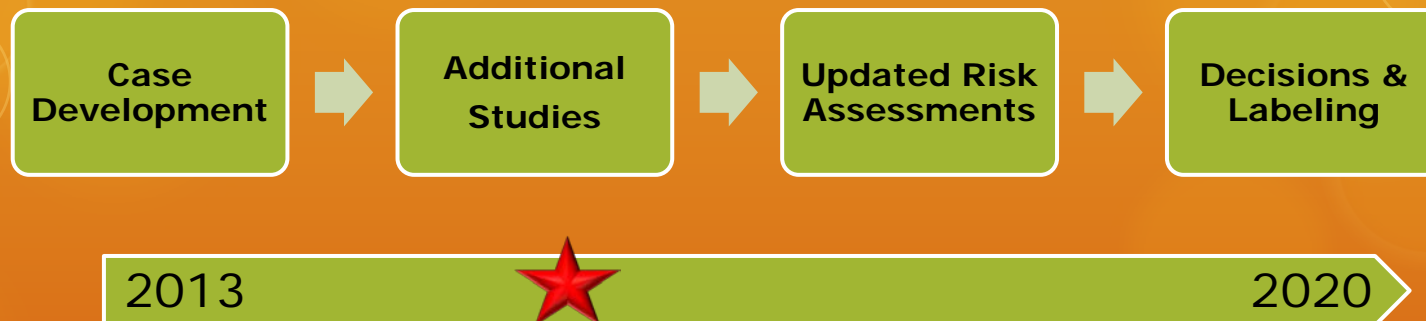 Case
Development
Additional
Studies
Updated Risk
Assessments
Decisions &
Labeling
2013
2020